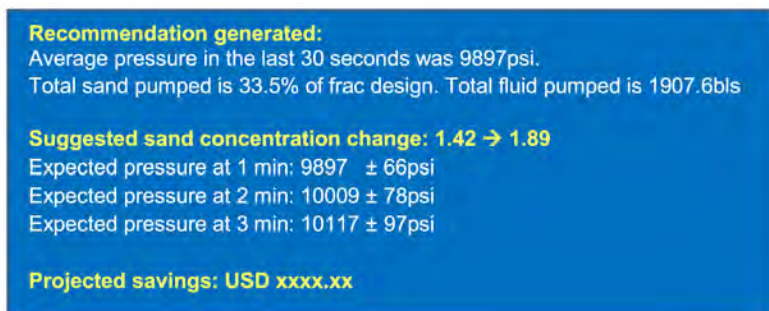 Recommendation generated:
Average pressure in the last 30 seconds was 9897psi.
Total sand pumped is 33.5% of frac design. Total fluid pumped is 1907.6bls
Suggested sand concentration change: 1.42 → 1.89
Expected pressure at 1 min: 9897 ± 66psi
Expected pressure at 2 min: 10009 ± 78psi
Expected pressure at 3 min: 10117 ± 97psi
Projected savings: USD xxxx.xx